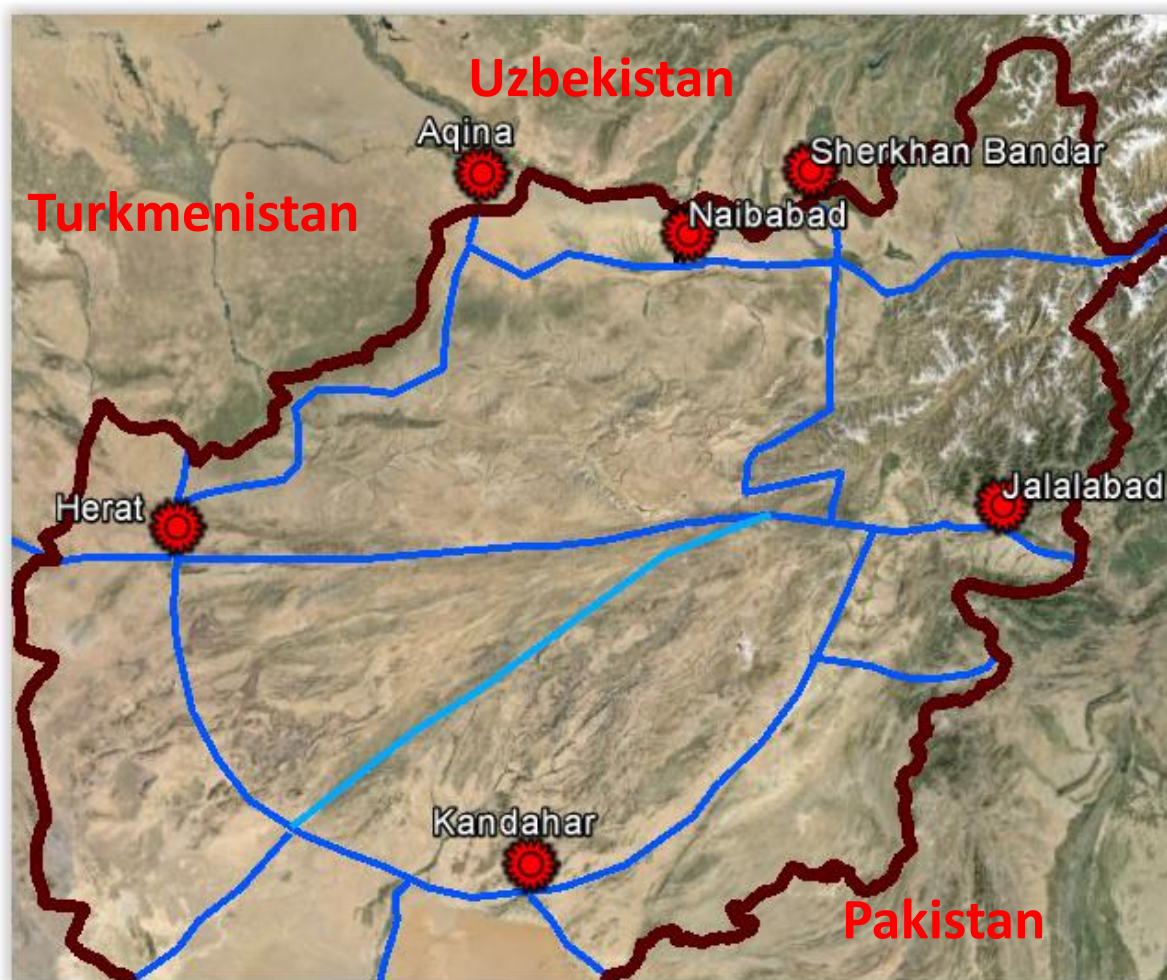 Uzbekistan
Aqina
Sherkhan Bandar
Turkmenistan
Naibabad
Herat
Jalalabad
Kandahar
Pakistan